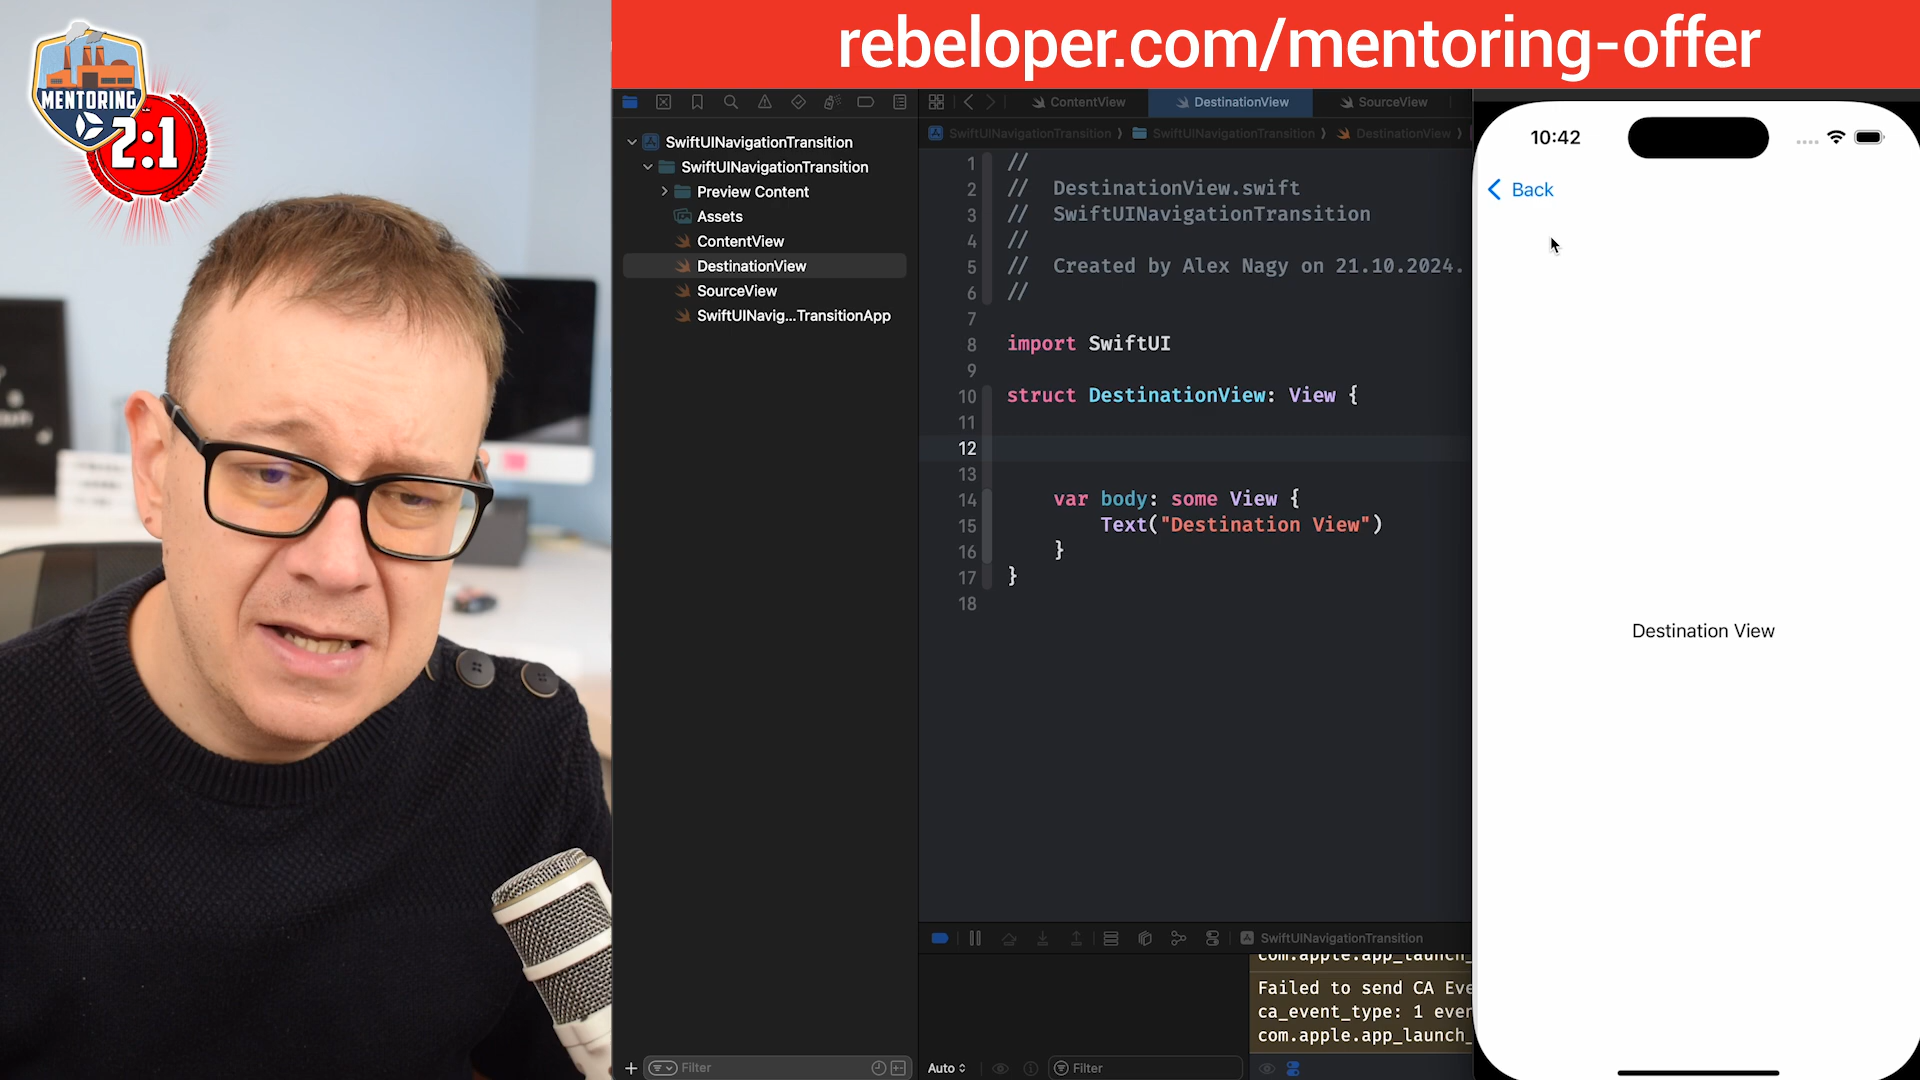 rebeloper.com/mentoring-offer
MENTORING
2:1
SwiftUINavigationTransition
SwiftUINavigationTransition
Preview Content
Assets
ContentView
DestinationView
SourceView
SwiftUINavig...TransitionApp
Filter
ContentView
DestinationView
SourceView
SwiftUINavigationTransition
SwiftUINavigationTransition
DestinationView
1 //
2 // DestinationView.swift
3 // SwiftUINavigationTransition
4 //
5 // Created by Alex Nagy on 21.10.2024.
6 //
7
8 import SwiftUI
9
10 struct DestinationView: View {
11
12
13
14 var body: some View {
15 Text("Destination View")
16 }
17 }
18
SwiftUINavigationTransition
com.apple.app_launch_
Failed to send CA Eve
ca_event_type: 1 even
com.apple.app_launch_
Auto
Filter
10:42
Back
Destination View